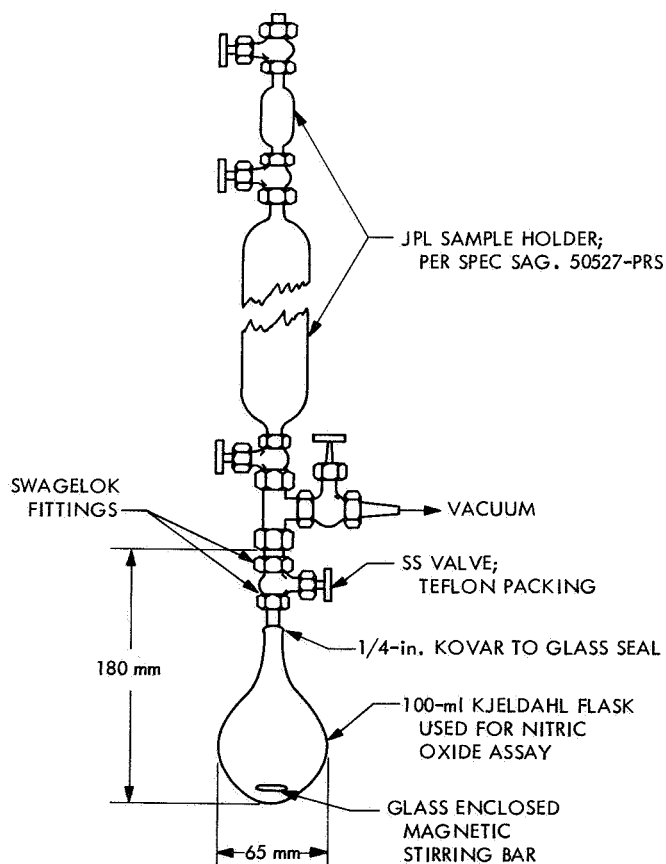 JPL SAMPLE HOLDER;
PER SPEC SAG. 50527-PRS
SWAGELOK
FITTINGS
VACUUM
SS VALVE;
TEFLON PACKING
1/4-in. KOVAR TO GLASS SEAL
180 mm
100-ml KJELDAHL FLASK
USED FOR NITRIC
OXIDE ASSAY
GLASS ENCLOSED
MAGNETIC
STIRRING BAR
65 mm